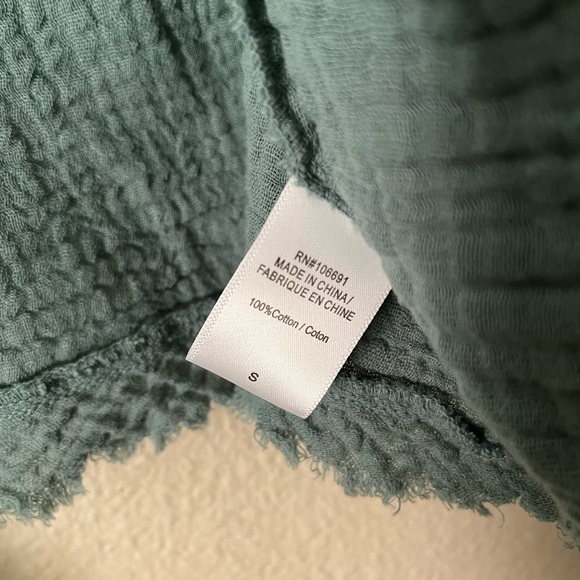 RN#106691
MADE IN CHINA/
FABRIQUE EN CHINE
100%Cotton / Coton
S